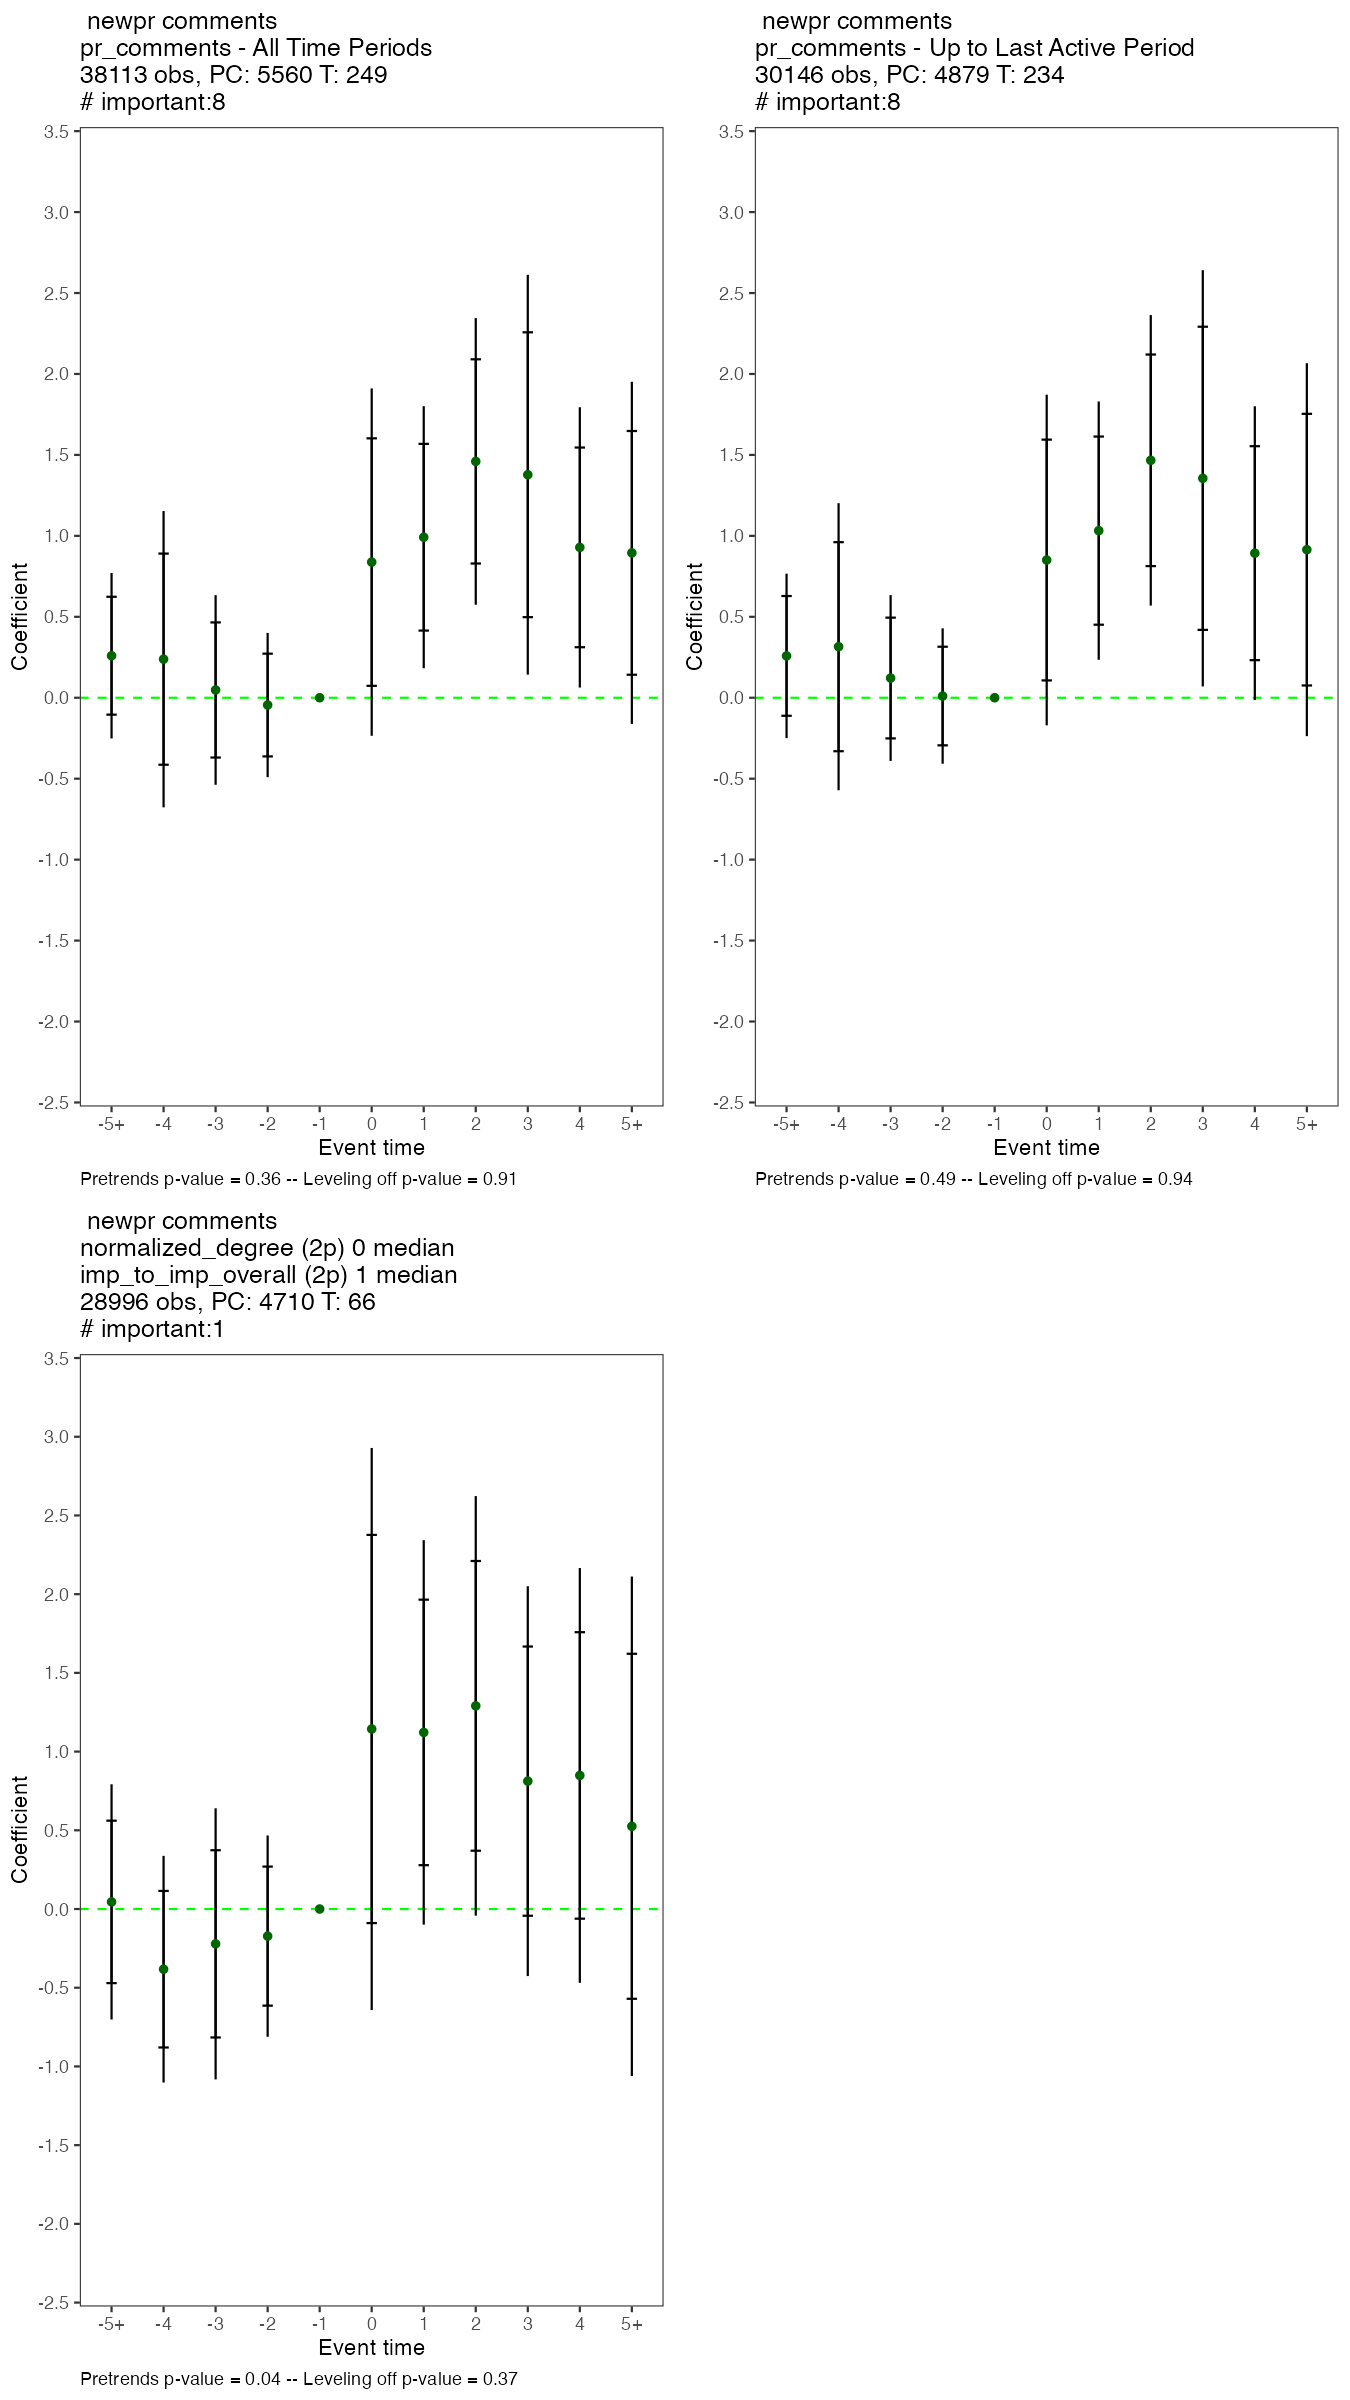 newpr comments
pr_comments - All Time Periods
38113 obs, PC: 5560 T: 249
# important:8
3.5
3.0
2.5
2.0
1.5
1.0
0.5
0.0
-0.5
-1.0
-1.5
-2.0
-2.5
Coefficient
-5+ -4 -3 -2 -1 0 1 2 3 4 5+
Event time
Pretrends p-value = 0.36 -- Leveling off p-value = 0.91
newpr comments
pr_comments - Up to Last Active Period
30146 obs, PC: 4879 T: 234
# important:8
3.5
3.0
2.5
2.0
1.5
1.0
0.5
0.0
-0.5
-1.0
-1.5
-2.0
-2.5
Coefficient
-5+ -4 -3 -2 -1 0 1 2 3 4 5+
Event time
Pretrends p-value = 0.49 -- Leveling off p-value = 0.94
newpr comments
normalized_degree (2p) 0 median
imp_to_imp_overall (2p) 1 median
28996 obs, PC: 4710 T: 66
# important:1
3.5
3.0
2.5
2.0
1.5
1.0
0.5
0.0
-0.5
-1.0
-1.5
-2.0
-2.5
Coefficient
-5+ -4 -3 -2 -1 0 1 2 3 4 5+
Event time
Pretrends p-value = 0.04 -- Leveling off p-value = 0.37